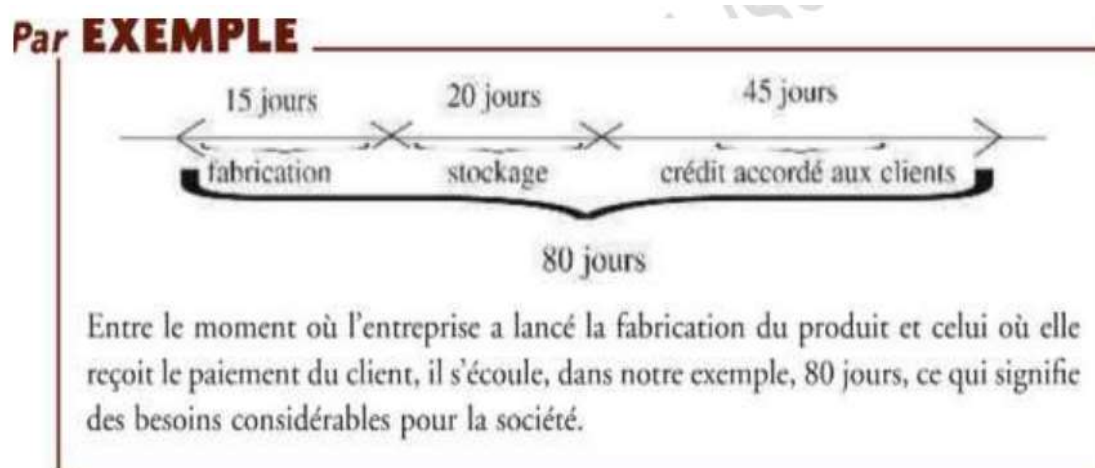 Par EXEMPLE
15 jours 20 jours 45 jours
fabrication stockage crédit accordé aux clients
80 jours
Entre le moment où l'entreprise a lancé la fabrication du produit et celui où elle
reçoit le paiement du client, il s'écoule, dans notre exemple, 80 jours, ce qui signifie
des besoins considérables pour la société.